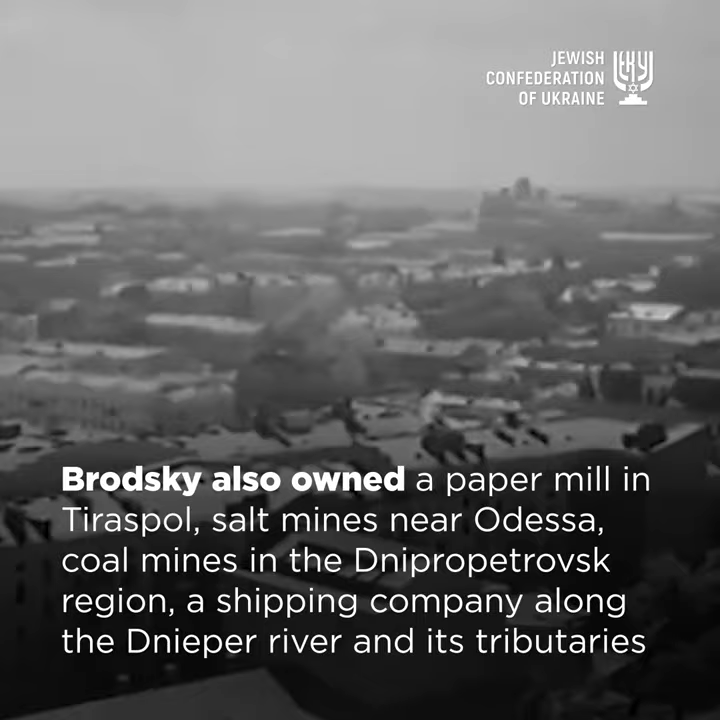 JEWISH
CONFEDERATION
OF UKRAINE
Brodsky also owned a paper mill in
Tiraspol, salt mines near Odessa,
coal mines in the Dnipropetrovsk
region, a shipping company along
the Dnieper river and its tributaries